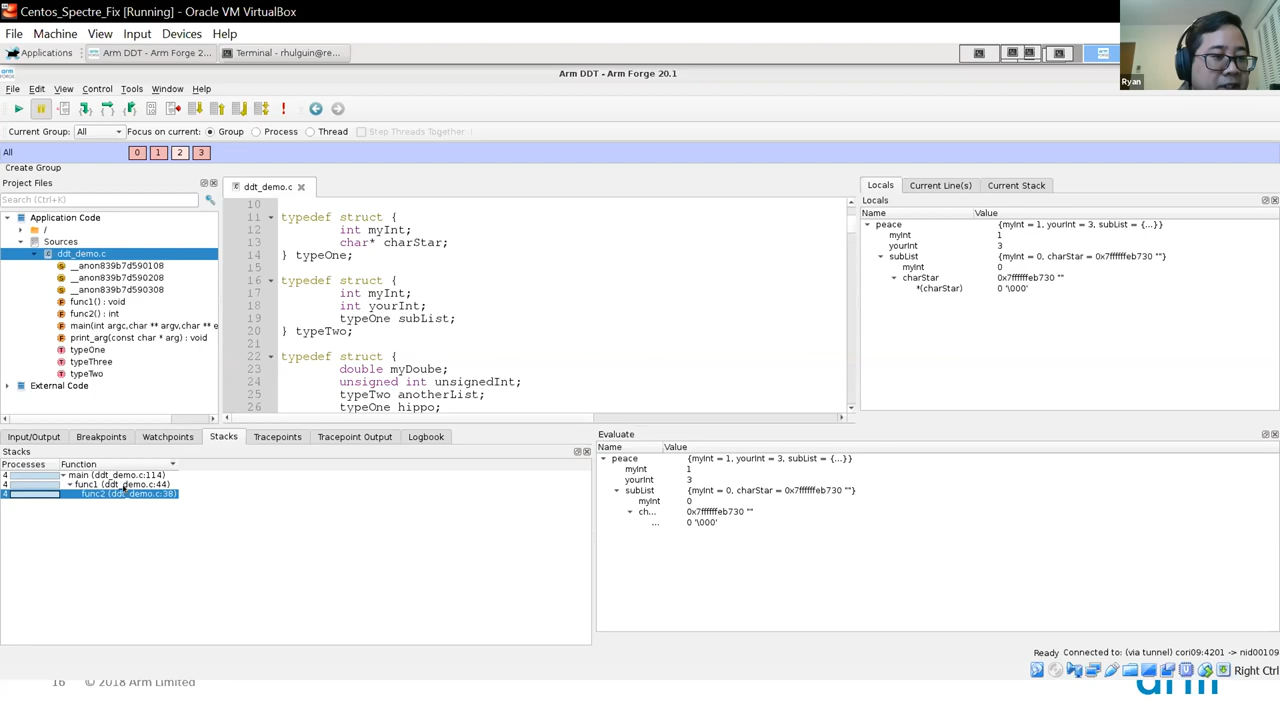 Centos_Spectre_Fix [Running] - Oracle VM VirtualBox
File Machine View Input Devices Help
Applications Arm DDT - Arm Forge 2... Terminal - rhulguin@re...
Ryan
arm FORGE Arm DDT - Arm Forge 20.1
File Edit View Control Tools Window Help
Current Group: All Focus on current: Group Process Thread Step Threads Together
All 0 1 2 3
Create Group
Project Files
Search (Ctrl+K)
Application Code
/
Sources
ddt_demo.c
__anon839b7d590108
__anon839b7d590208
__anon839b7d590308
func1() : void
func2() : int
main(int argc,char ** argv,char ** e
print_arg(const char * arg) : void
typeOne
typeThree
typeTwo
External Code
ddt_demo.c
10
11 typedef struct {
12 int myInt;
13 char* charStar;
14 } typeOne;
15
16 typedef struct {
17 int myInt;
18 int yourInt;
19 typeOne subList;
20 } typeTwo;
21
22 typedef struct {
23 double myDoube;
24 unsigned int unsignedInt;
25 typeTwo anotherList;
26 typeOne hippo;
Locals Current Line(s) Current Stack
Locals
Name Value
peace {myInt = 1, yourInt = 3, subList = {...}}
myInt 1
yourInt 3
subList {myInt = 0, charStar = 0x7ffffffeb730 ""}
myInt 0
charStar 0x7ffffffeb730 ""
*(charStar) 0 '\000'
Input/Output Breakpoints Watchpoints Stacks Tracepoints Tracepoint Output Logbook
Stacks
Processes Function
4 main (ddt_demo.c:114)
4 func1 (ddt_demo.c:44)
4 func2 (ddt_demo.c:38)
Evaluate
Name Value
peace {myInt = 1, yourInt = 3, subList = {...}}
myInt 1
yourInt 3
subList {myInt = 0, charStar = 0x7ffffffeb730 ""}
myInt 0
ch... 0x7ffffffeb730 ""
... 0 '\000'
Ready Connected to: (via tunnel) cori09:4201 -> nid00109
Right Ctrl
16 © 2018 Arm Limited
arm